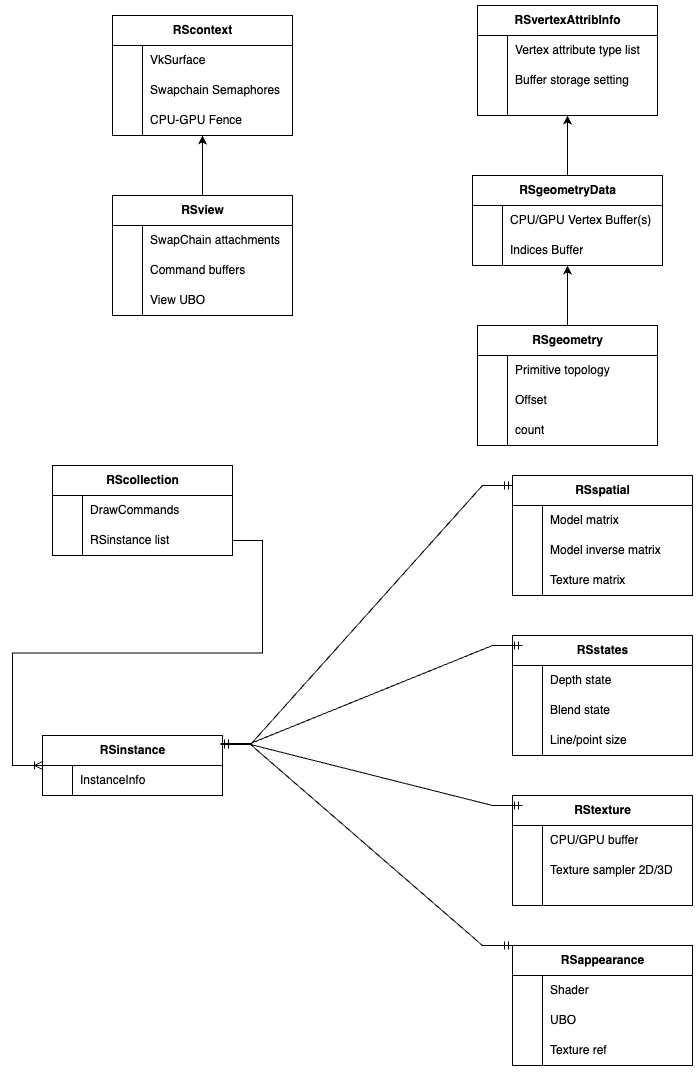 RScontext
VkSurface
Swapchain Semaphores
CPU-GPU Fence
RSview
SwapChain attachments
Command buffers
View UBO
RSvertexAttribInfo
Vertex attribute type list
Buffer storage setting
RSgeometryData
CPU/GPU Vertex Buffer(s)
Indices Buffer
RSgeometry
Primitive topology
Offset
count
RScollection
DrawCommands
RSinstance list
RSinstance
InstanceInfo
RSspatial
Model matrix
Model inverse matrix
Texture matrix
RSstates
Depth state
Blend state
Line/point size
RStexture
CPU/GPU buffer
Texture sampler 2D/3D
RSappearance
Shader
UBO
Texture ref